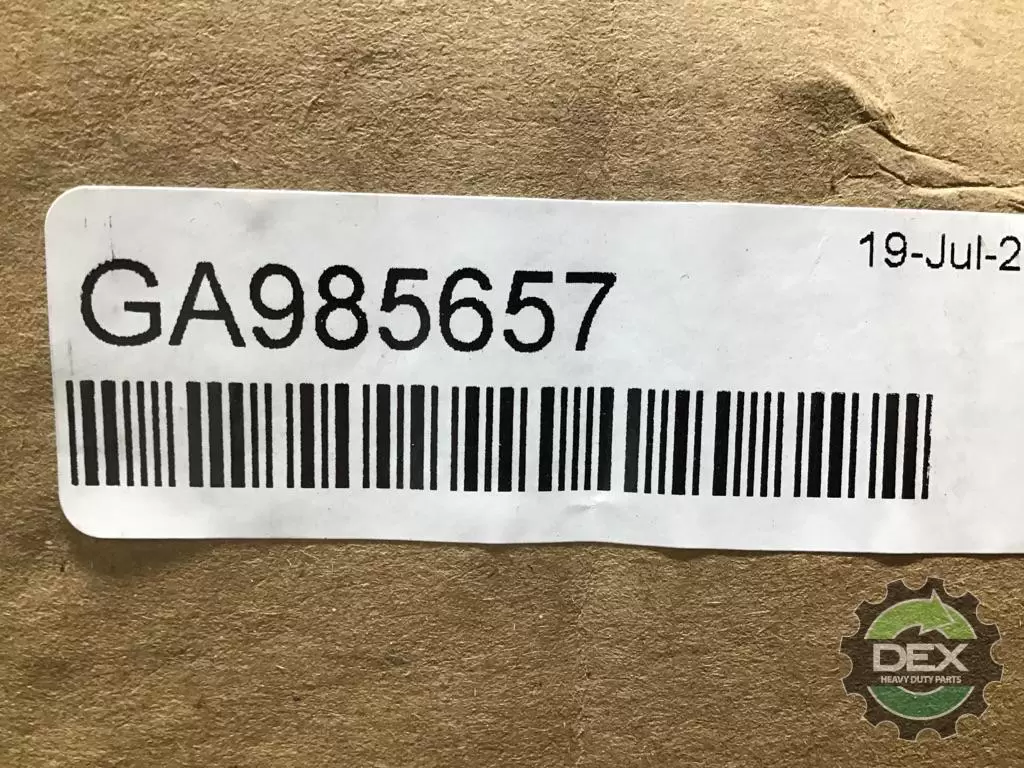 GA985657
19-Jul-2
DEX
HEAVY DUTY PARTS